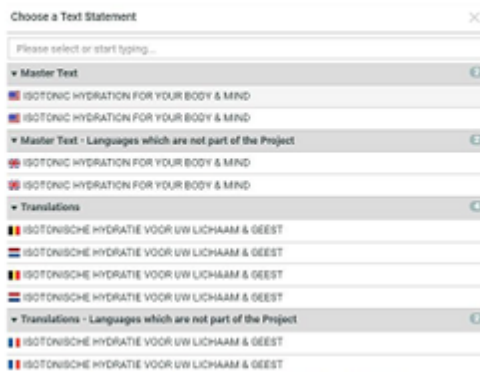 Choose a Text Statement
Please select or start typing...
Master Text
ISOTONIC HYDRATION FOR YOUR BODY & MIND
ISOTONIC HYDRATION FOR YOUR BODY & MIND
Master Text - Languages which are not part of the Project
ISOTONIC HYDRATION FOR YOUR BODY & MIND
ISOTONIC HYDRATION FOR YOUR BODY & MIND
Translations
ISOTONISCHE HYDRATIE VOOR UW LICHAAM & GEEST
ISOTONISCHE HYDRATIE VOOR UW LICHAAM & GEEST
ISOTONISCHE HYDRATIE VOOR UW LICHAAM & GEEST
ISOTONISCHE HYDRATIE VOOR UW LICHAAM & GEEST
Translations - Languages which are not part of the Project
ISOTONISCHE HYDRATIE VOOR UW LICHAAM & GEEST
ISOTONISCHE HYDRATIE VOOR UW LICHAAM & GEEST